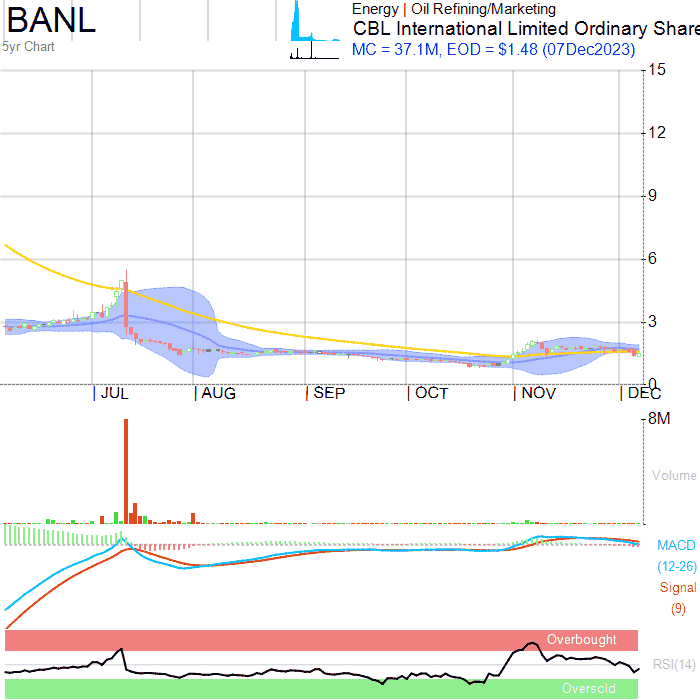 BANL
5yr Chart
Energy | Oil Refining/Marketing
CBL International Limited Ordinary Share
MC = 37.1M, EOD = $1.48 (07Dec2023)
15
12
9
6
3
0
JUL
AUG
SEP
OCT
NOV
DEC
8M
Volume
MACD
(12-26)
Signal
(9)
Overbought
RSI(14)
Oversold